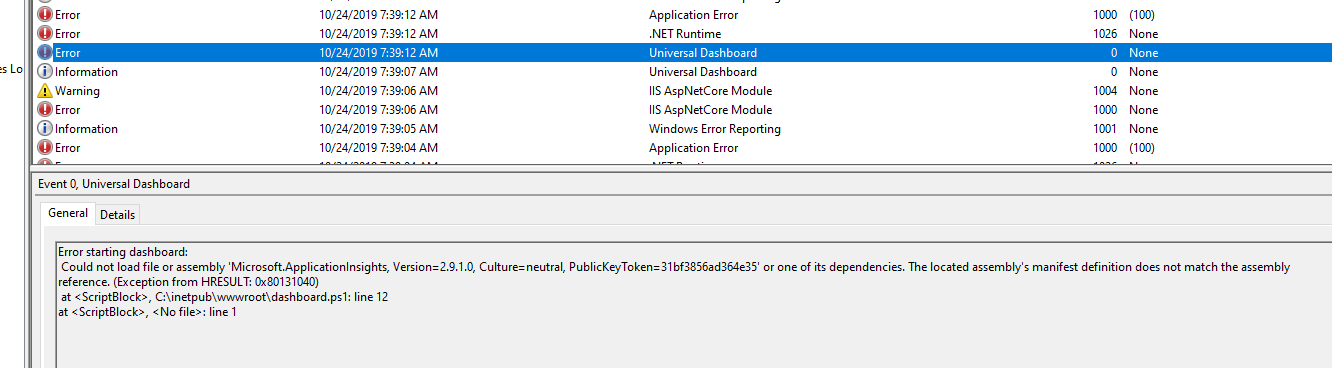 Error 10/24/2019 7:39:12 AM Application Error 1000 (100)
Error 10/24/2019 7:39:12 AM .NET Runtime 1026 None
Error 10/24/2019 7:39:12 AM Universal Dashboard 0 None
es Lo Information 10/24/2019 7:39:07 AM Universal Dashboard 0 None
Warning 10/24/2019 7:39:06 AM IIS AspNetCore Module 1004 None
Error 10/24/2019 7:39:06 AM IIS AspNetCore Module 1000 None
Information 10/24/2019 7:39:05 AM Windows Error Reporting 1001 None
Error 10/24/2019 7:39:04 AM Application Error 1000 (100)
Event 0, Universal Dashboard
General Details
Error starting dashboard:
Could not load file or assembly 'Microsoft.ApplicationInsights, Version=2.9.1.0, Culture=neutral, PublicKeyToken=31bf3856ad364e35' or one of its dependencies. The located assembly's manifest definition does not match the assembly
reference. (Exception from HRESULT: 0x80131040)
at <ScriptBlock>, C:\inetpub\wwwroot\dashboard.ps1: line 12
at <ScriptBlock>, <No file>: line 1